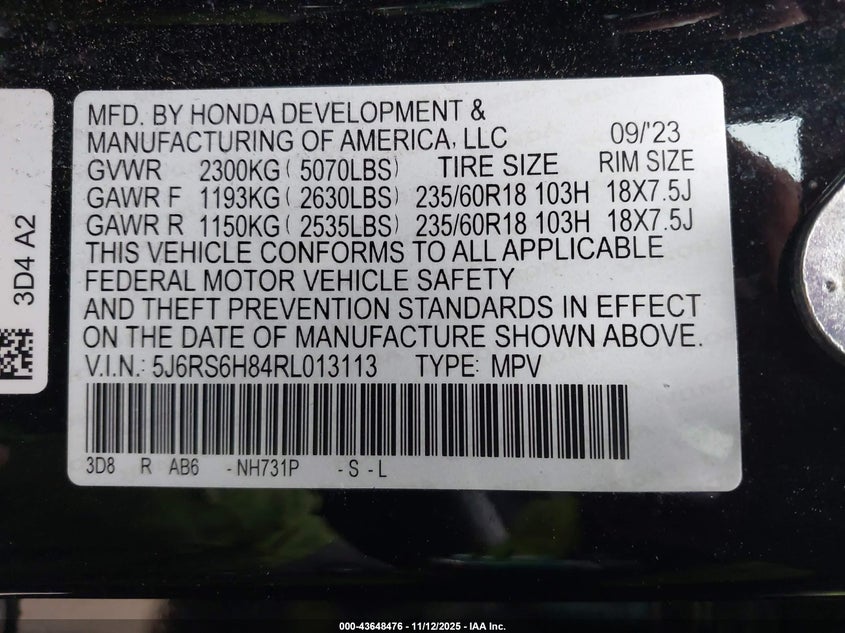 MFD. BY HONDA DEVELOPMENT &
MANUFACTURING OF AMERICA, LLC 09/'23
GVWR 2300KG ( 5070LBS ) TIRE SIZE RIM SIZE
GAWR F 1193KG ( 2630LBS ) 235/60R18 103H 18X7.5J
GAWR R 1150KG ( 2535LBS ) 235/60R18 103H 18X7.5J
THIS VEHICLE CONFORMS TO ALL APPLICABLE
FEDERAL MOTOR VEHICLE SAFETY
AND THEFT PREVENTION STANDARDS IN EFFECT
ON THE DATE OF MANUFACTURE SHOWN ABOVE.
V.I.N.: 5J6RS6H84RL013113 TYPE: MPV
3D8 R AB6 -NH731P -S -L
3D4 A2
000-43648476 - 11/12/2025 - IAA Inc.